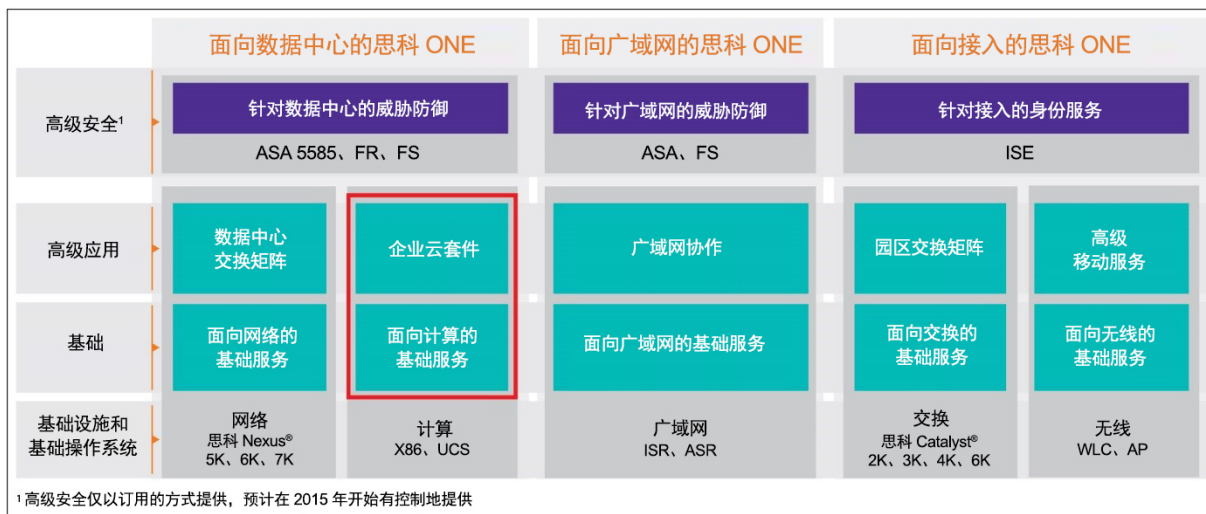 面向数据中心的思科 ONE
面向广域网的思科 ONE
面向接入的思科 ONE
高级安全¹
针对数据中心的威胁防御
针对广域网的威胁防御
针对接入的身份服务
ASA 5585、FR、FS
ASA、FS
ISE
高级应用
数据中心
交换矩阵
企业云套件
广域网协作
园区交换矩阵
高级
移动服务
基础
面向网络的
基础服务
面向计算的
基础服务
面向广域网的基础服务
面向交换的
基础服务
面向无线的
基础服务
基础设施和
基础操作系统
网络
思科 Nexus®
5K、6K、7K
计算
X86、UCS
广域网
ISR、ASR
交换
思科 Catalyst®
2K、3K、4K、6K
无线
WLC、AP
¹ 高级安全仅以订用的方式提供，预计在 2015 年开始有控制地提供